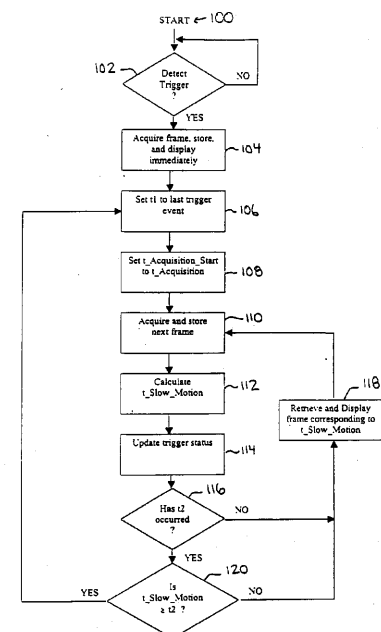 START 100
102
Detect
Trigger
?
NO
YES
Acquire frame, store,
and display
immediately
104
Set t1 to last trigger
event
106
Set t_Acquisition_Start
to t_Acquisition
108
Acquire and store
next frame
110
Calculate
t_Slow_Motion
112
118
Retrieve and Display
frame corresponding to
t_Slow_Motion
Update trigger status
114
116
Has t2
occurred
?
NO
YES
120
YES
Is
t_Slow_Motion
≥ t2 ?
NO